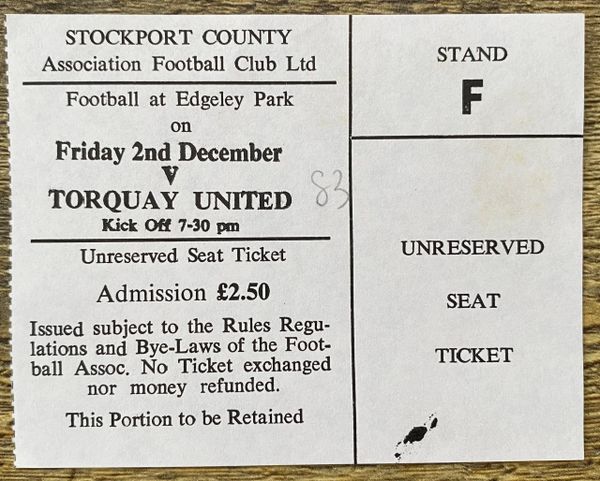 STOCKPORT COUNTY
Association Football Club Ltd
Football at Edgeley Park
on
Friday 2nd December
V
TORQUAY UNITED
83
Kick Off 7-30 pm
Unreserved Seat Ticket
Admission £2.50
Issued subject to the Rules Regu-
lations and Bye-Laws of the Foot-
ball Assoc. No Ticket exchanged
nor money refunded.
This Portion to be Retained
STAND
F
UNRESERVED
SEAT
TICKET